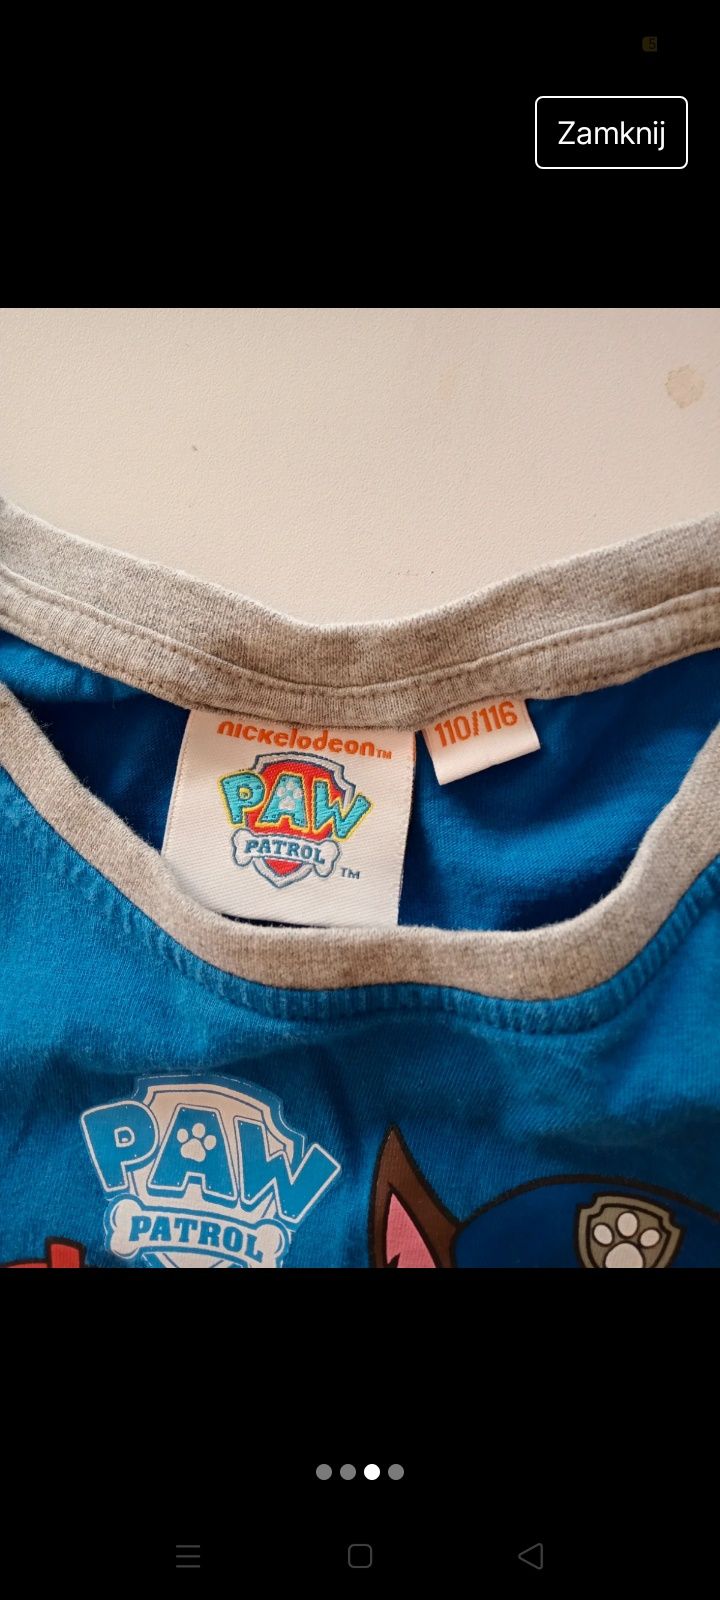 Zamknij
nickelodeon™
110/116
PAW
PATROL
™
PAW
PATROL